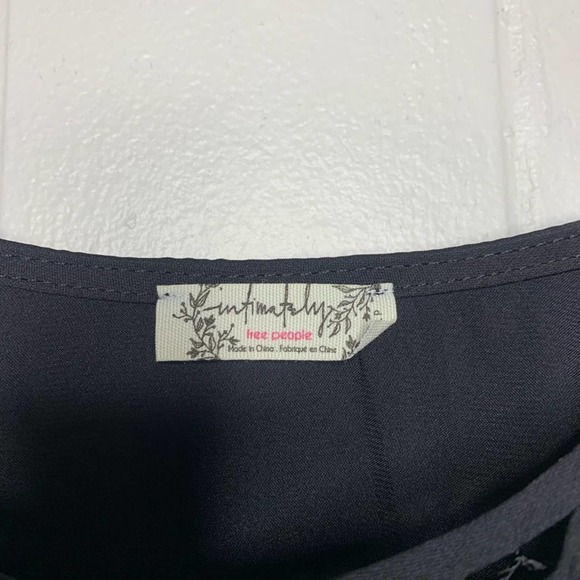 intimately
free people
Made in China . Fabriqué en Chine